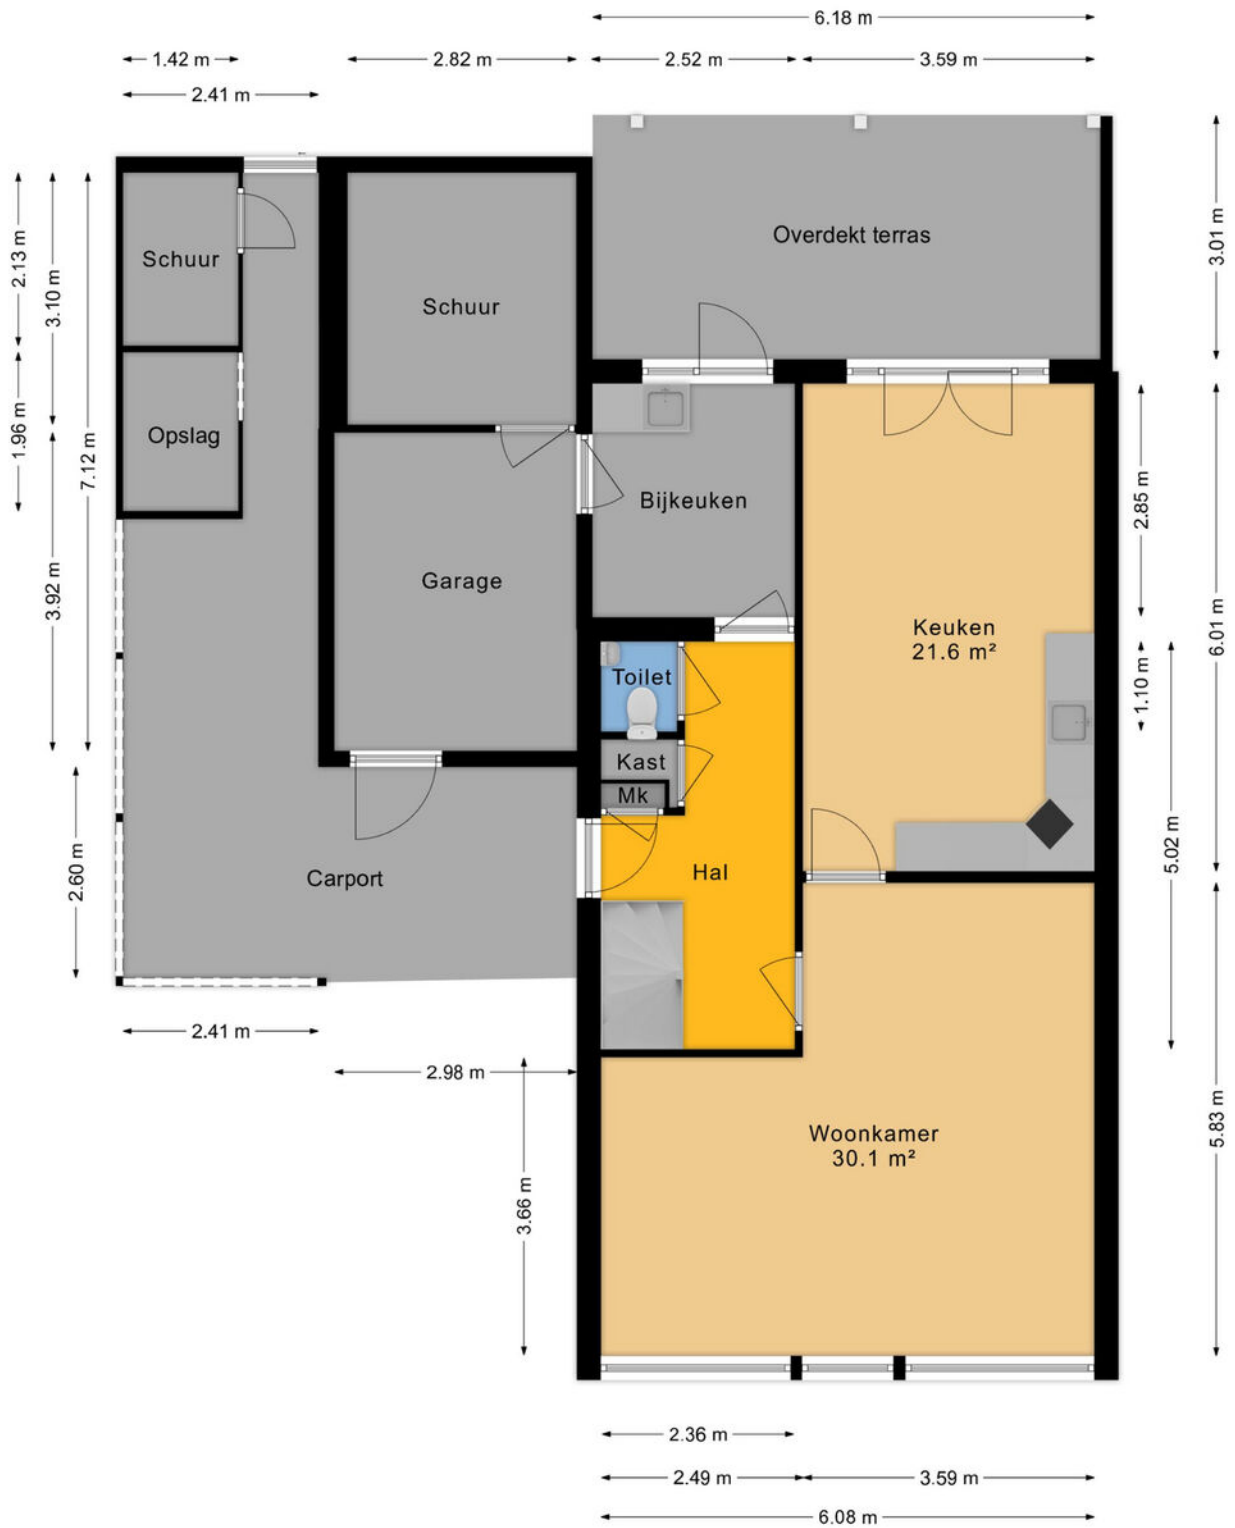 6.18 m
1.42 m
2.82 m
2.52 m
3.59 m
2.41 m
Overdekt terras
3.01 m
Schuur
Schuur
2.13 m
3.10 m
7.12 m
Opslag
1.96 m
Bijkeuken
2.85 m
Garage
3.92 m
Keuken
21.6 m²
6.01 m
Toilet
1.10 m
Kast
Mk
Hal
Carport
2.60 m
5.02 m
2.41 m
2.98 m
Woonkamer
30.1 m²
5.83 m
3.66 m
2.36 m
2.49 m
3.59 m
6.08 m